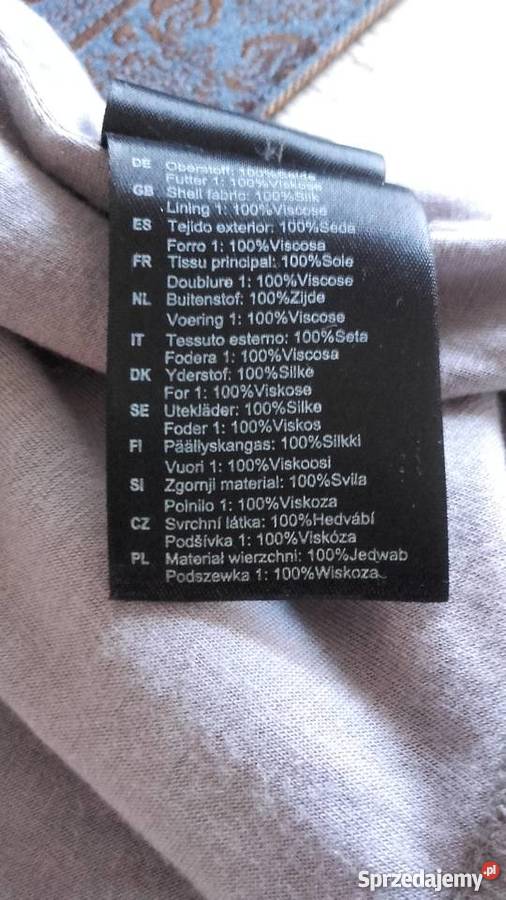 DE Oberstoff: 100%Seide
Futter 1: 100%Viskose
GB Shell fabric: 100%Silk
Lining 1: 100%Viscose
ES Tejido exterior: 100%Seda
Forro 1: 100%Viscosa
FR Tissu principal: 100%Soie
Doublure 1: 100%Viscose
NL Buitenstof: 100%Zijde
Voering 1: 100%Viscose
IT Tessuto esterno: 100%Seta
Fodera 1: 100%Viscosa
DK Yderstof: 100%Silke
For 1: 100%Viskose
SE Utekläder: 100%Silke
Foder 1: 100%Viskos
FI Päällyskangas: 100%Silkki
Vuori 1: 100%Viskoosi
SI Zgornji material: 100%Svila
Polnilo 1: 100%Viskoza
CZ Svrchní látka: 100%Hedvábí
Podšívka 1: 100%Viskóza
PL Materiał wierzchni: 100%Jedwab
Podszewka 1: 100%Wiskoza
Sprzedajemy.pl